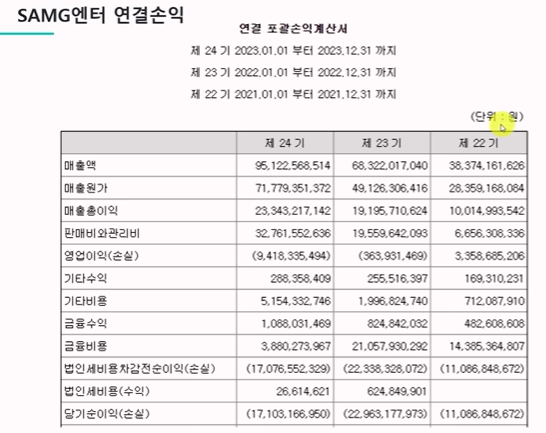 SAMG엔터 연결손익
연결 포괄손익계산서
제 24 기 2023.01.01 부터 2023.12.31 까지
제 23 기 2022.01.01 부터 2022.12.31 까지
제 22 기 2021.01.01 부터 2021.12.31 까지
(단위 : 원)
제 24 기 제 23 기 제 22 기
매출액 95,122,568,514 68,322,017,040 38,374,161,626
매출원가 71,779,351,372 49,126,306,416 28,359,168,084
매출총이익 23,343,217,142 19,195,710,624 10,014,993,542
판매비와관리비 32,761,552,636 19,559,642,093 6,656,308,336
영업이익(손실) (9,418,335,494) (363,931,469) 3,358,685,206
기타수익 288,358,409 255,516,397 169,310,231
기타비용 5,154,332,746 1,996,824,740 712,087,910
금융수익 1,088,031,469 824,842,032 482,608,608
금융비용 3,880,273,967 21,057,930,292 14,385,364,807
법인세비용차감전순이익(손실) (17,076,552,329) (22,338,328,072) (11,086,848,672)
법인세비용(수익) 26,614,621 624,849,901
당기순이익(손실) (17,103,166,950) (22,963,177,973) (11,086,848,672)